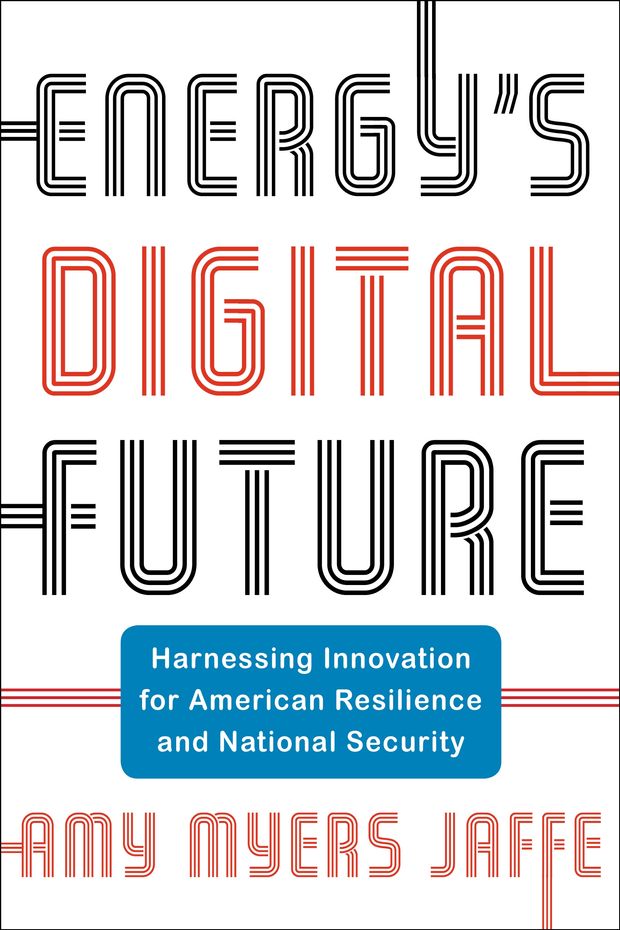 ENERGY'S
DIGITAL
FUTURE
Harnessing Innovation
for American Resilience
and National Security
AMY MYERS JAFFE